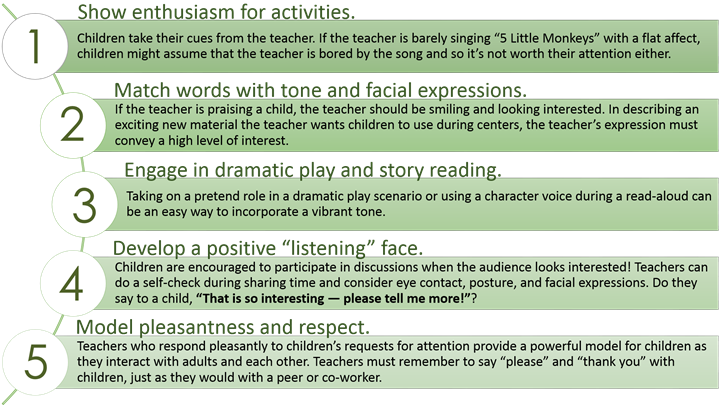 Show enthusiasm for activities.
1
Children take their cues from the teacher. If the teacher is barely singing “5 Little Monkeys” with a flat affect,
children might assume that the teacher is bored by the song and so it’s not worth their attention either.
Match words with tone and facial expressions.
2
If the teacher is praising a child, the teacher should be smiling and looking interested. In describing an
exciting new material the teacher wants children to use during centers, the teacher’s expression must
convey a high level of interest.
Engage in dramatic play and story reading.
3
Taking on a pretend role in a dramatic play scenario or using a character voice during a read-aloud can
be an easy way to incorporate a vibrant tone.
Develop a positive “listening” face.
4
Children are encouraged to participate in discussions when the audience looks interested! Teachers can
do a self-check during sharing time and consider eye contact, posture, and facial expressions. Do they
say to a child, “That is so interesting — please tell me more!”?
Model pleasantness and respect.
5
Teachers who respond pleasantly to children’s requests for attention provide a powerful model for children as
they interact with adults and each other. Teachers must remember to say “please” and “thank you” with
children, just as they would with a peer or co-worker.